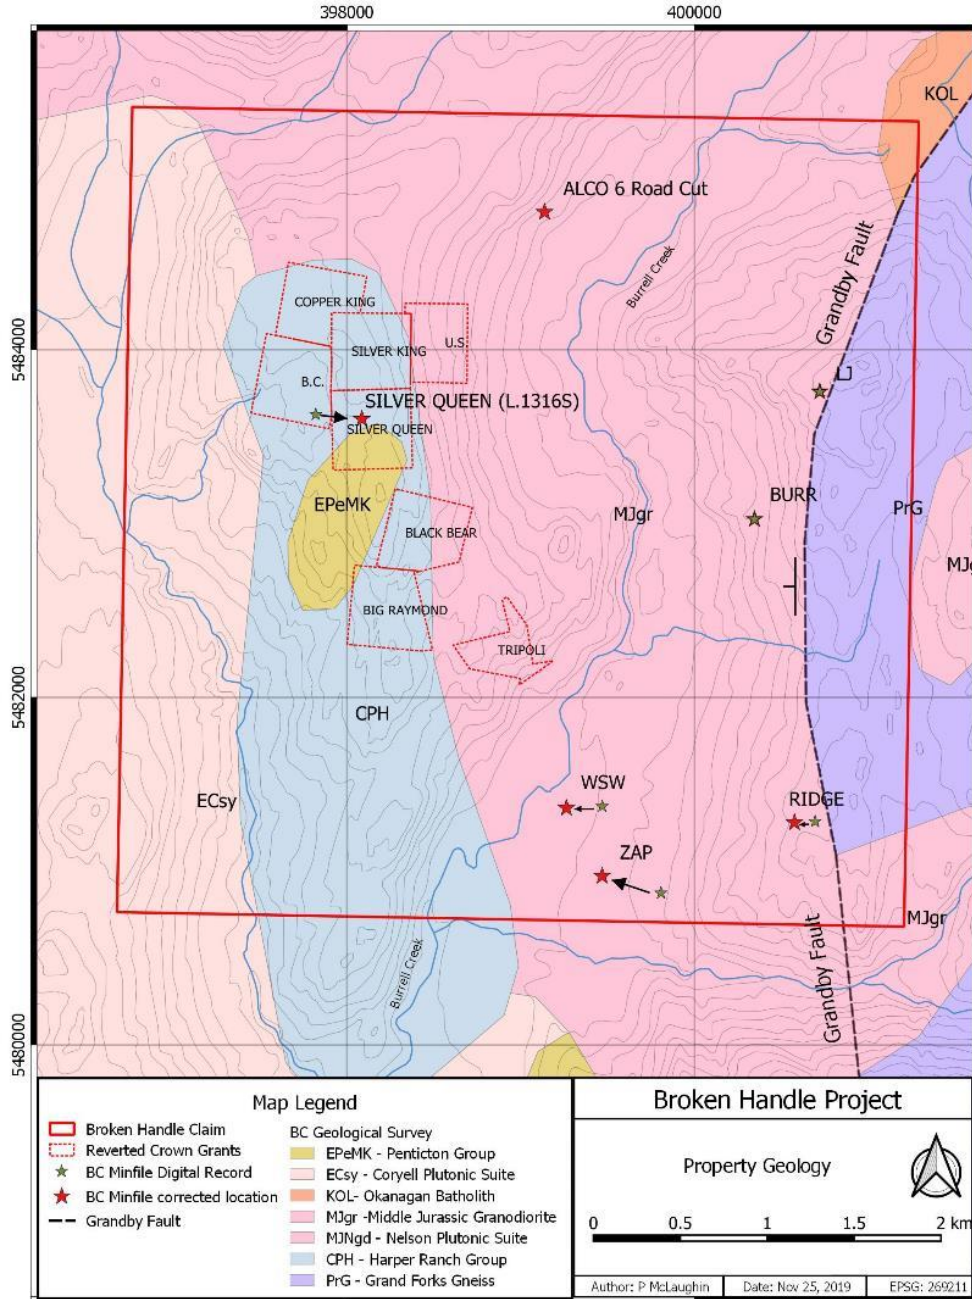 398000
400000
KOL
ALCO 6 Road Cut
Burrell Creek
Grandby Fault
COPPER KING
5484000
SILVER KING
U.S.
B.C.
SILVER QUEEN (L.1316S)
SILVER QUEEN
EPeMK
BURR
MJgr
PrG
BLACK BEAR
MJg
BIG RAYMOND
TRIPOLI
5482000
CPH
ECsy
WSW
RIDGE
ZAP
MJgr
Burrell Creek
Grandby Fault
5480000
Map Legend
Broken Handle Claim
Reverted Crown Grants
BC Minfile Digital Record
BC Minfile corrected location
Grandby Fault
BC Geological Survey
EPeMK - Penticton Group
ECsy - Coryell Plutonic Suite
KOL- Okanagan Batholith
MJgr -Middle Jurassic Granodiorite
MJNgd - Nelson Plutonic Suite
CPH - Harper Ranch Group
PrG - Grand Forks Gneiss
Broken Handle Project
Property Geology
0 0.5 1 1.5 2 km
Author: P McLaughin
Date: Nov 25, 2019
EPSG: 269211